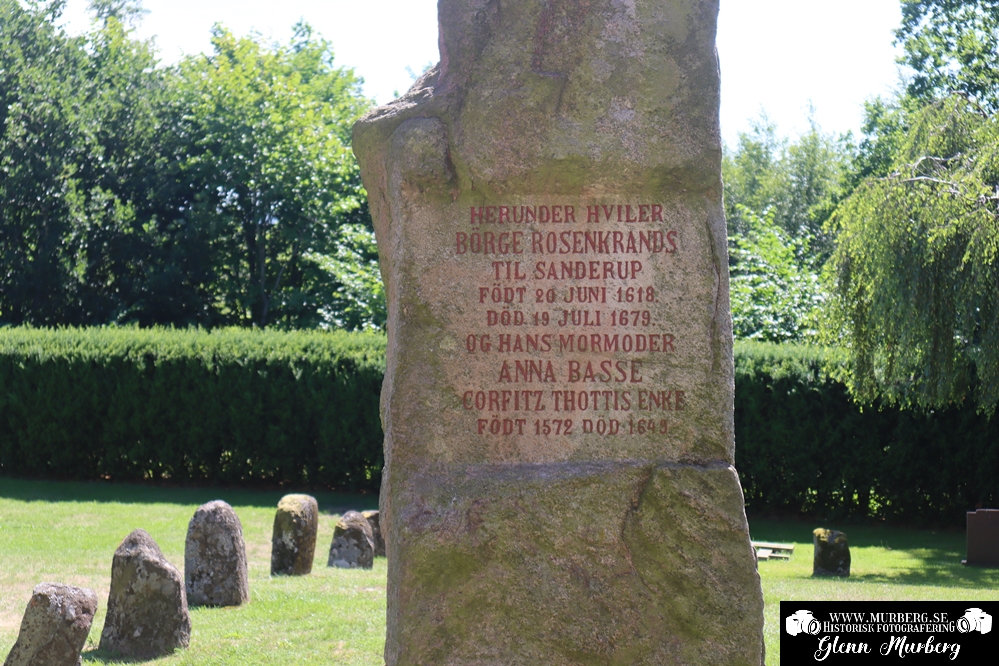 HERUNDER HVILER
BÖRGE ROSENKRANDS
TIL SANDERUP
FÖDT 20 JUNI 1618.
DÖD. 19 JULI 1679.
OG HANS MORMODER
ANNA BASSE
CORFITZ THOTTIS ENKE
FÖDT 1572 DÖD 1649.
WWW.MURBERG.SE
HISTORISK FOTOGRAFERING
Glenn Murberg